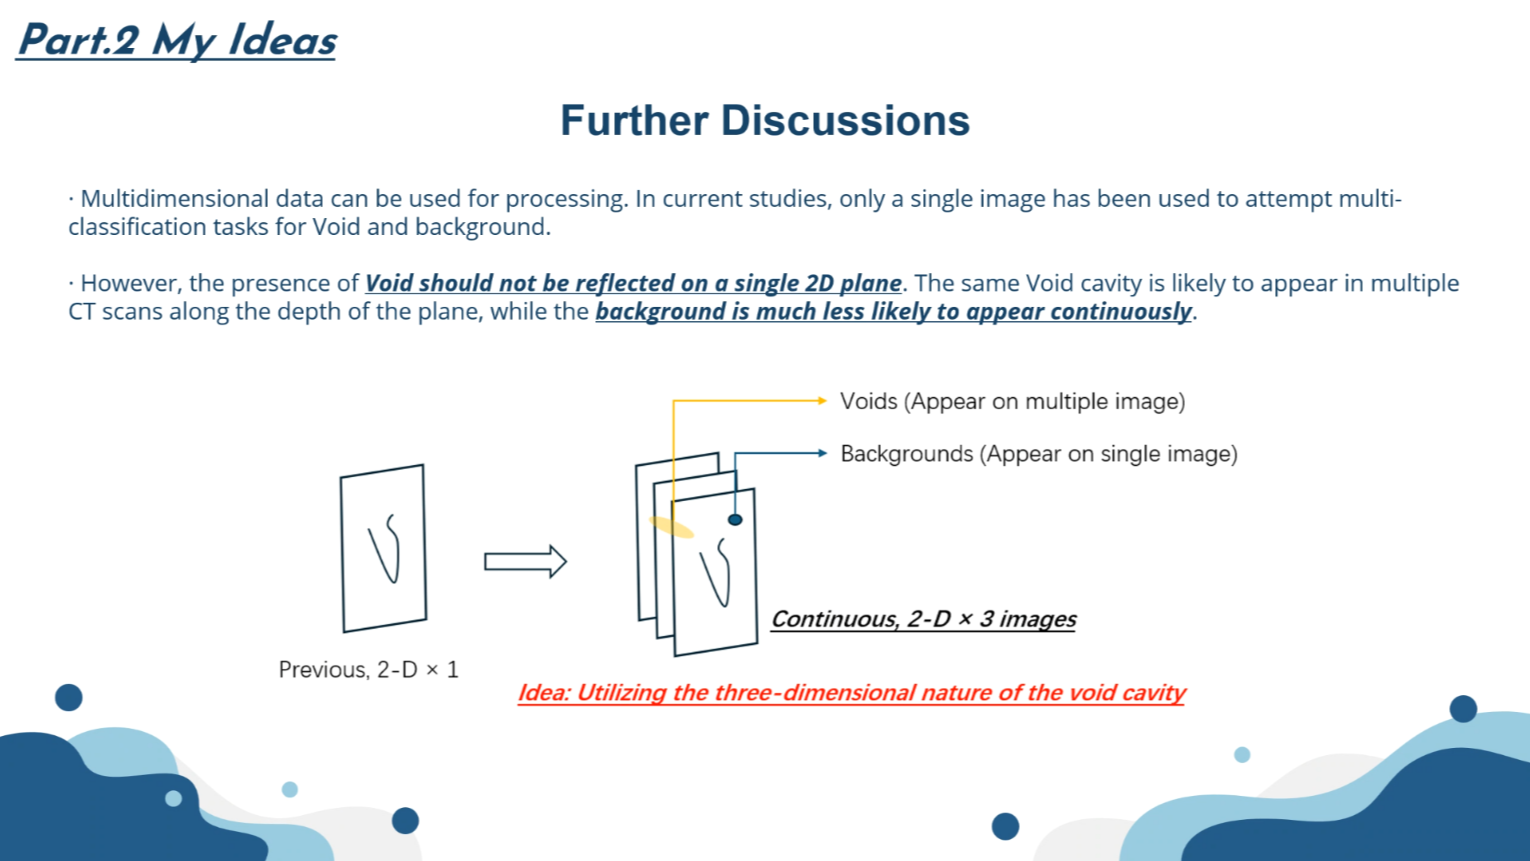 Part.2 My Ideas
Further Discussions
· Multidimensional data can be used for processing. In current studies, only a single image has been used to attempt multi-
classification tasks for Void and background.
· However, the presence of Void should not be reflected on a single 2D plane. The same Void cavity is likely to appear in multiple
CT scans along the depth of the plane, while the background is much less likely to appear continuously.
Voids (Appear on multiple image)
Backgrounds (Appear on single image)
Continuous, 2-D × 3 images
Previous, 2-D × 1
Idea: Utilizing the three-dimensional nature of the void cavity